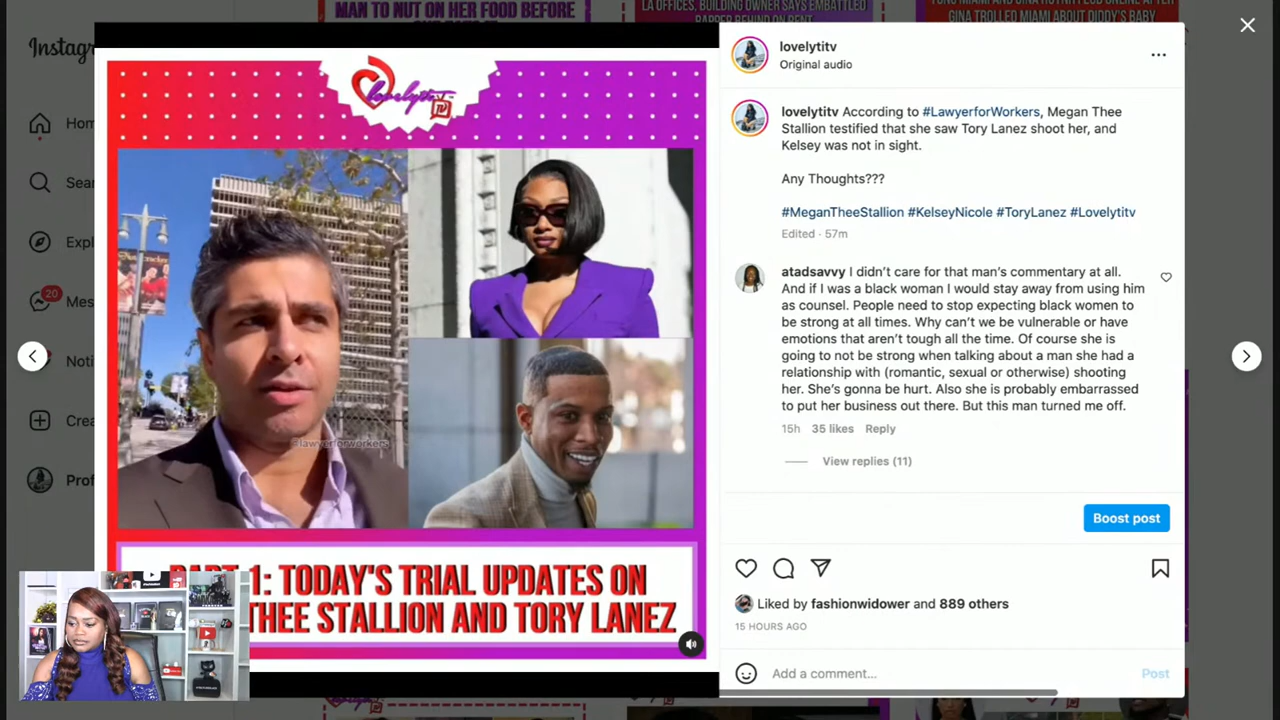 MAN TO NUT ON HER FOOD BEFORE
LA OFFICES, BUILDING OWNER SAYS EMBATTLED
RAPPER BEHIND ON RENT
GINA TROLLED MIAMI ABOUT DIDDY'S BABY
Instagr
Hom
Sear
Expl
20
Mes
Noti
Crea
Prof
lovelytitv
@lawyerforworkers
PART 1: TODAY'S TRIAL UPDATES ON
THEE STALLION AND TORY LANEZ
lovelytitv
Original audio
lovelytitv According to #LawyerforWorkers, Megan Thee
Stallion testified that she saw Tory Lanez shoot her, and
Kelsey was not in sight.
Any Thoughts???
#MeganTheeStallion #KelseyNicole #ToryLanez #Lovelytitv
Edited · 57m
atadsavvy I didn't care for that man's commentary at all.
And if I was a black woman I would stay away from using him
as counsel. People need to stop expecting black women to
be strong at all times. Why can't we be vulnerable or have
emotions that aren't tough all the time. Of course she is
going to not be strong when talking about a man she had a
relationship with (romantic, sexual or otherwise) shooting
her. She's gonna be hurt. Also she is probably embarrassed
to put her business out there. But this man turned me off.
15h 35 likes Reply
View replies (11)
Boost post
Liked by fashionwidower and 889 others
15 HOURS AGO
Add a comment...
Post